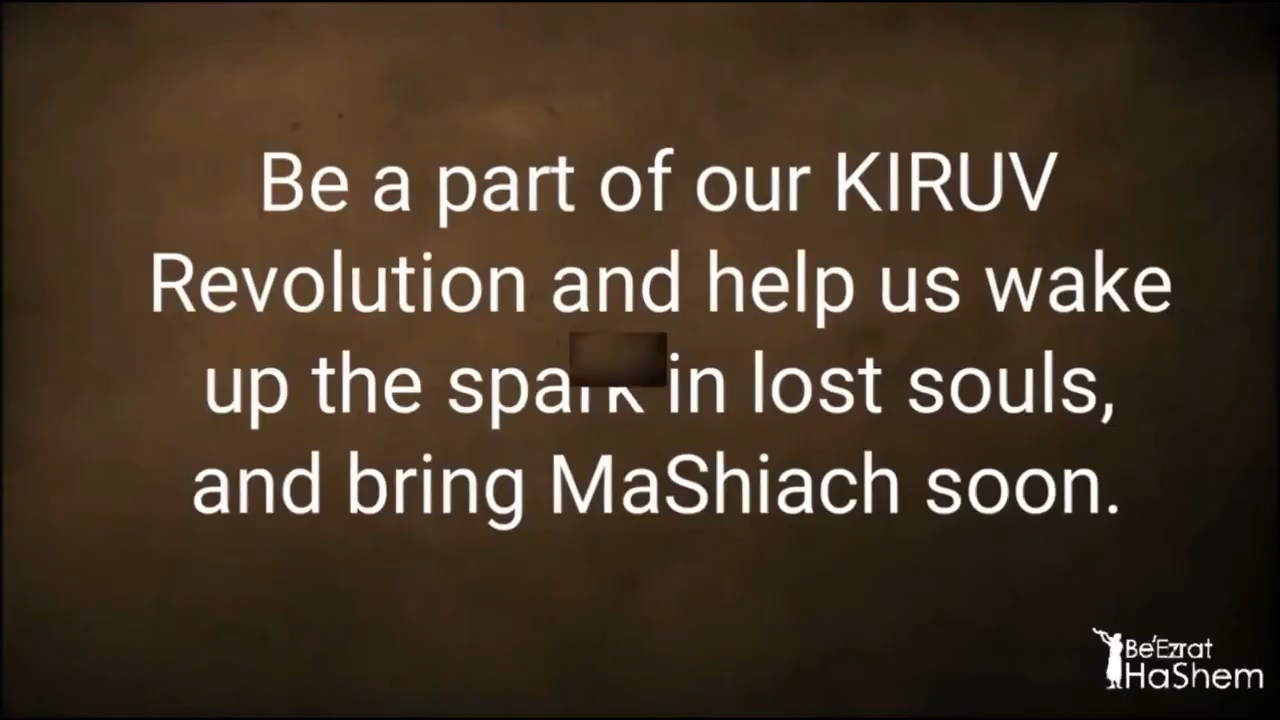 Be a part of our KIRUV
Revolution and help us wake
up the spark in lost souls,
and bring MaShiach soon.
Be'Ezrat
HaShem